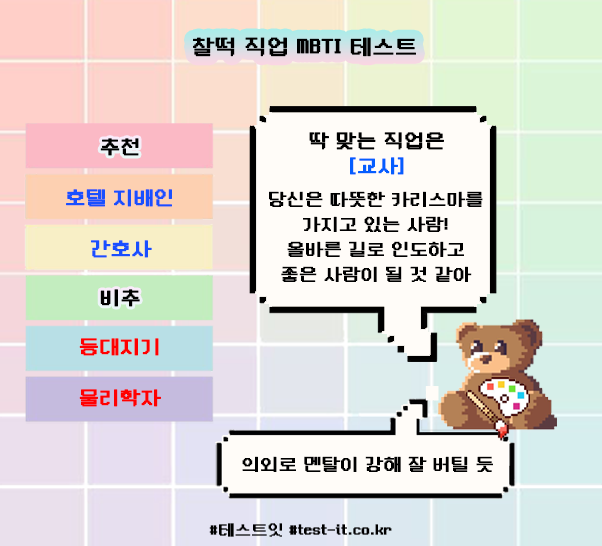 찰떡 직업 MBTI 테스트
추천
호텔 지배인
간호사
비추
등대지기
물리학자
딱 맞는 직업은
[교사]
당신은 따뜻한 카리스마를
가지고 있는 사람!
올바른 길로 인도하고
좋은 사람이 될 것 같아
의외로 멘탈이 강해 잘 버틸 듯
#테스트잇 #test-it.co.kr